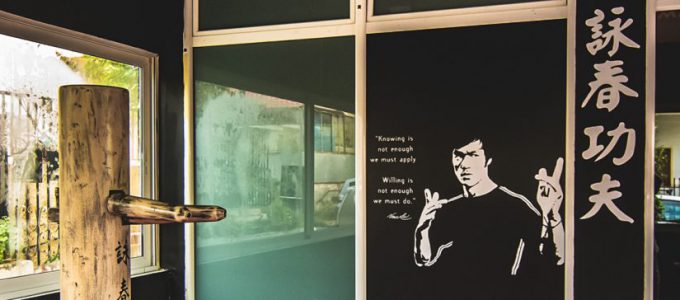 "Knowing is
not enough
we must apply
Willing is
not enough
we must do."
詠春功夫
詠春